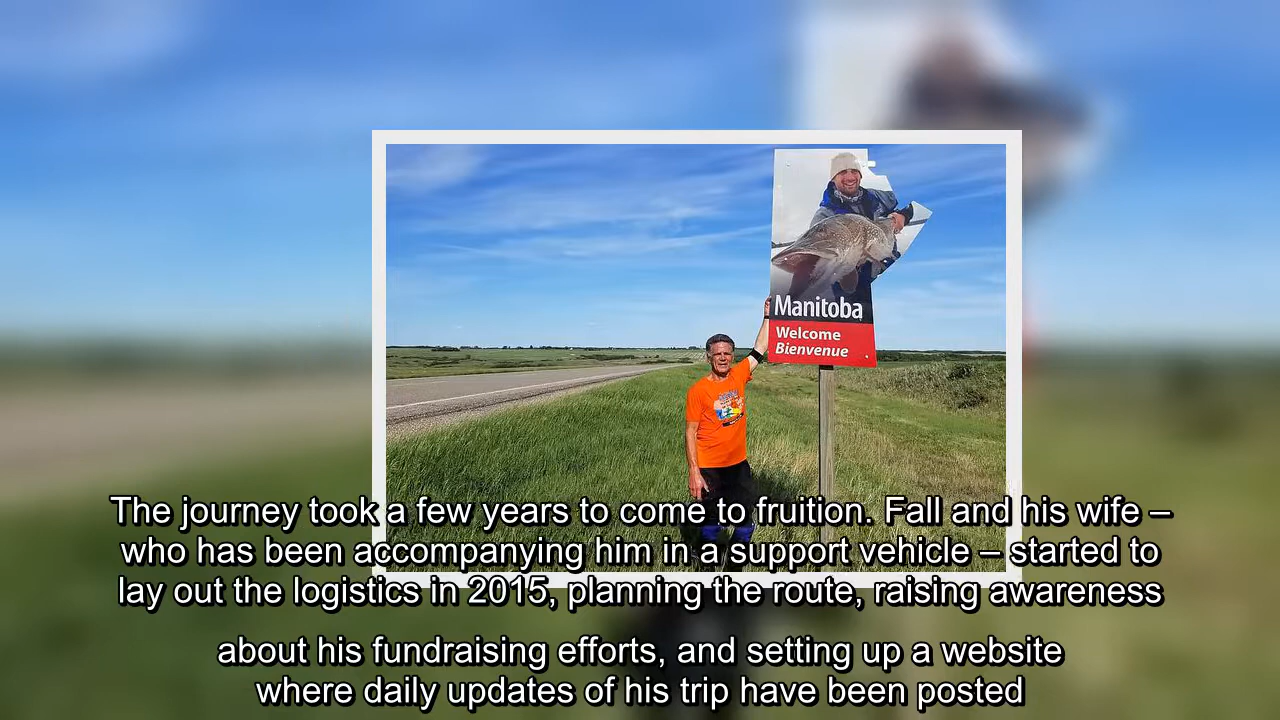 Manitoba
Welcome
Bienvenue
The journey took a few years to come to fruition. Fall and his wife –
who has been accompanying him in a support vehicle – started to
lay out the logistics in 2015, planning the route, raising awareness
about his fundraising efforts, and setting up a website
where daily updates of his trip have been posted